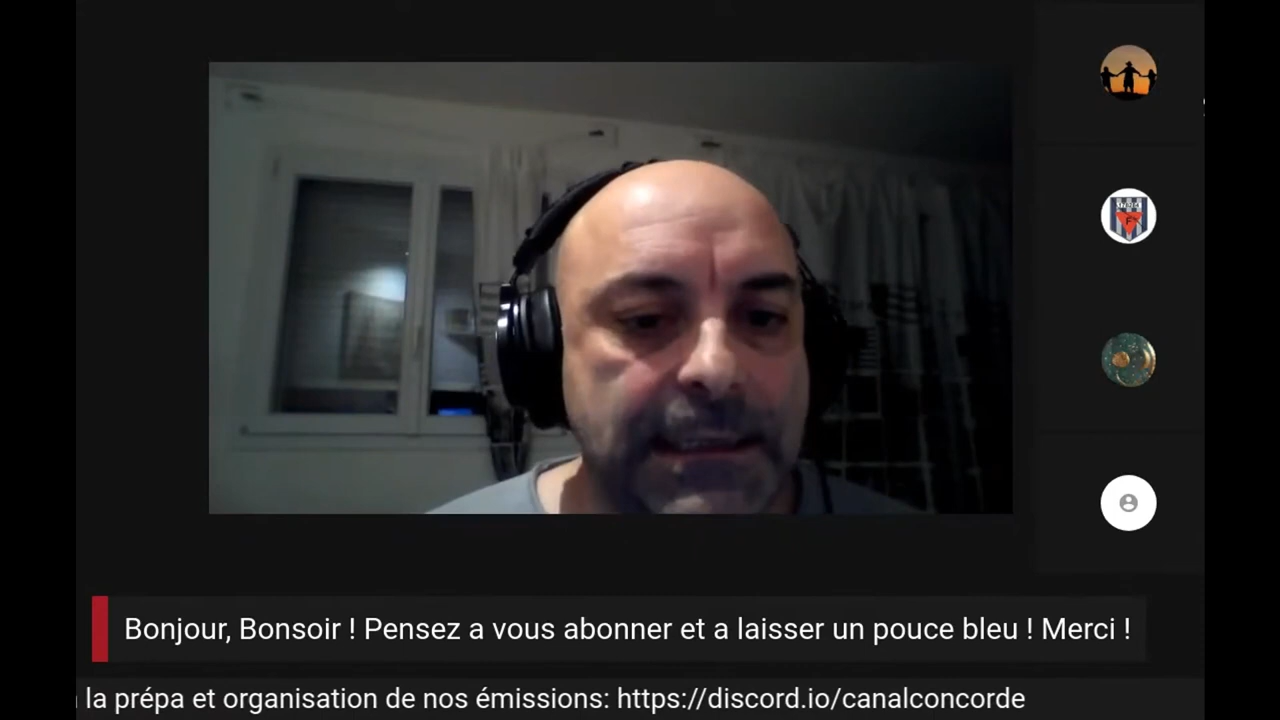 Bonjour, Bonsoir ! Pensez a vous abonner et a laisser un pouce bleu ! Merci !
la prépa et organisation de nos émissions: https://discord.io/canalconcorde